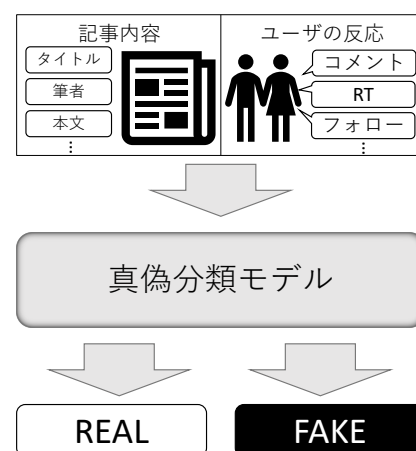 記事内容
タイトル
筆者
本文
⋮
ユーザの反応
コメント
RT
フォロー
⋮
真偽分類モデル
REAL
FAKE